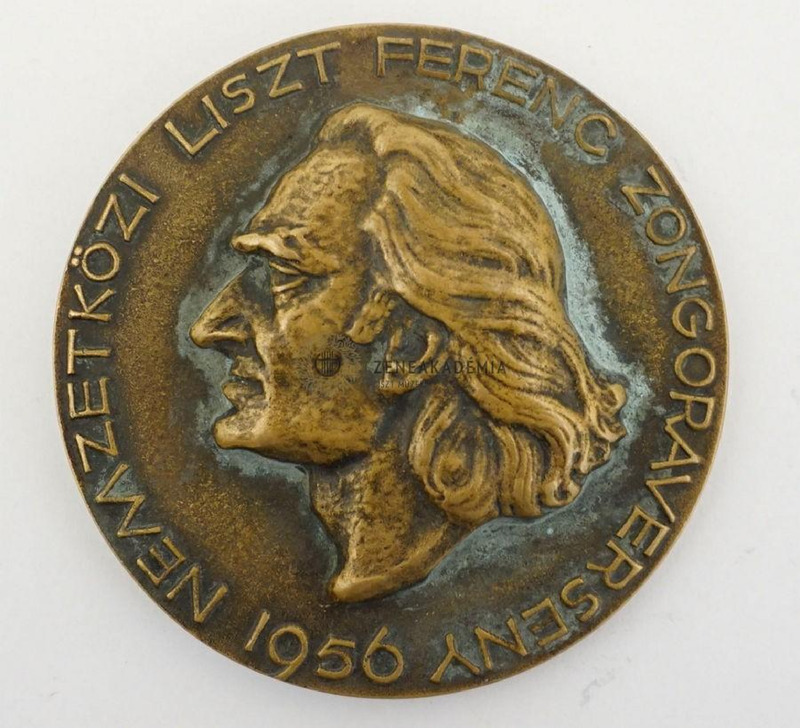 NEMZETKÖZI LISZT FERENC ZONGORAVERSENY 1956
ZENEAKADÉMIA